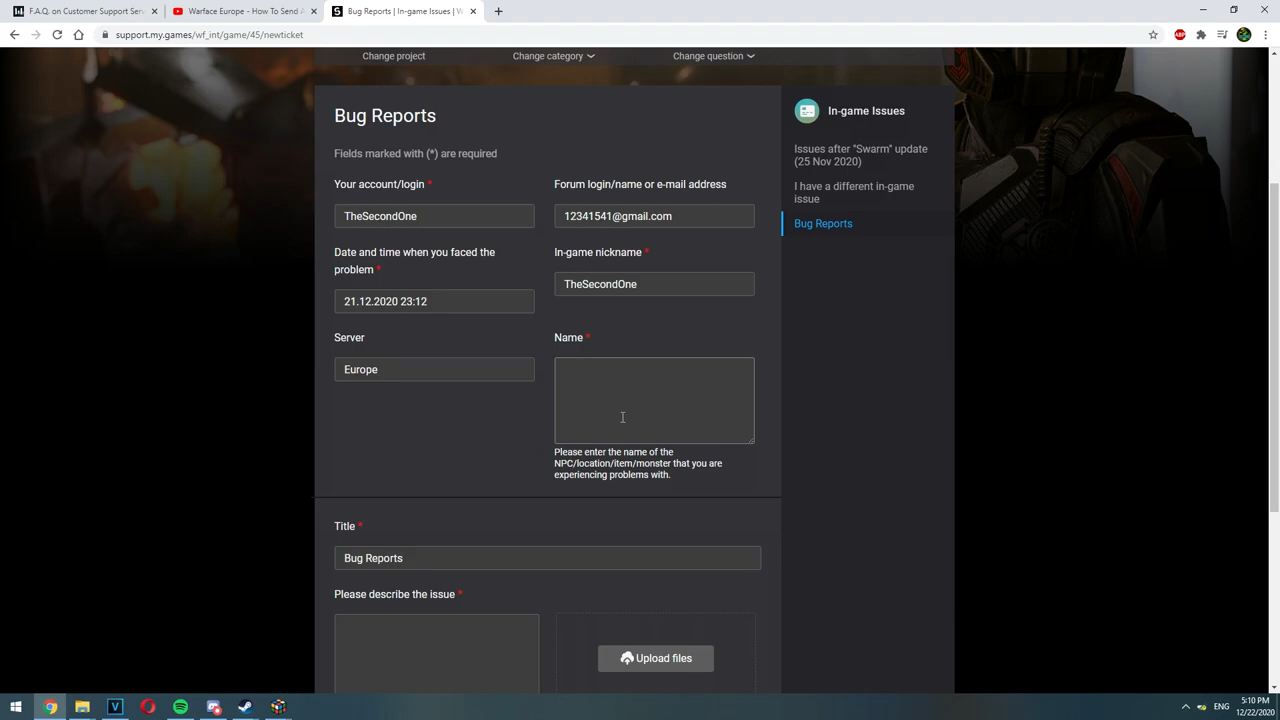 F.A.Q. on Customer Support Ser
Warface Europe - How To Send A
Bug Reports | In-game Issues | W
support.my.games/wf_int/game/45/newticket
ABP
Change project
Change category
Change question
Bug Reports
Fields marked with (*) are required
Your account/login *
Forum login/name or e-mail address
TheSecondOne
12341541@gmail.com
Date and time when you faced the
problem *
In-game nickname *
21.12.2020 23:12
TheSecondOne
Server
Name *
Europe
Please enter the name of the
NPC/location/item/monster that you are
experiencing problems with.
Title *
Bug Reports
Please describe the issue *
Upload files
In-game Issues
Issues after "Swarm" update
(25 Nov 2020)
I have a different in-game
issue
Bug Reports
ENG
5:10 PM
12/22/2020